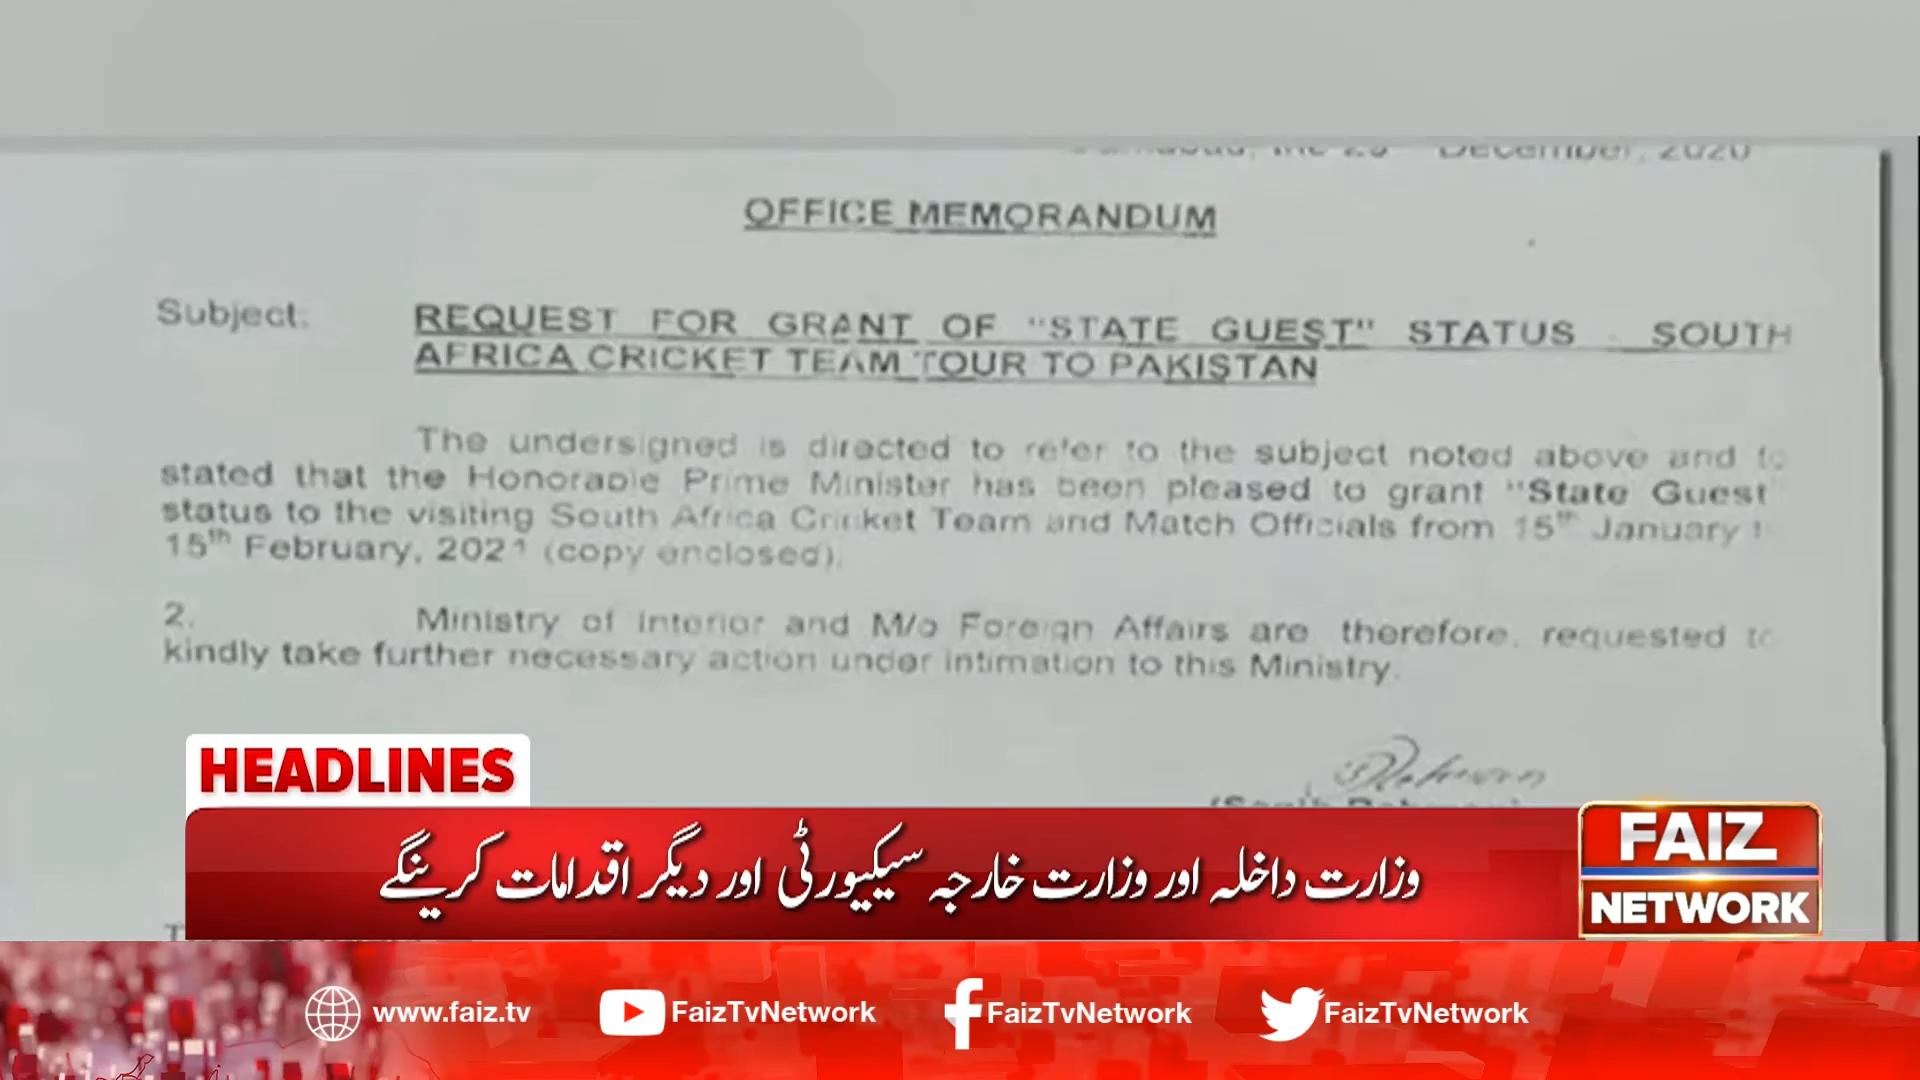 December, 2020
OFFICE MEMORANDUM
Subject: REQUEST FOR GRANT OF "STATE GUEST" STATUS - SOUTH
AFRICA CRICKET TEAM TOUR TO PAKISTAN
The undersigned is directed to refer to the subject noted above and to
stated that the Honorable Prime Minister has been pleased to grant "State Guest"
status to the visiting South Africa Cricket Team and Match Officials from 15th January
15th February, 2021 (copy enclosed).
2. Ministry of Interior and M/o Foreign Affairs are therefore, requested to
kindly take further necessary action under intimation to this Ministry.
HEADLINES
وزارت داخلہ اور وزارت خارجہ سیکیورٹی اور دیگر اقدامات کرینگے
FAIZ
NETWORK
www.faiz.tv FaizTvNetwork FaizTvNetwork FaizTvNetwork